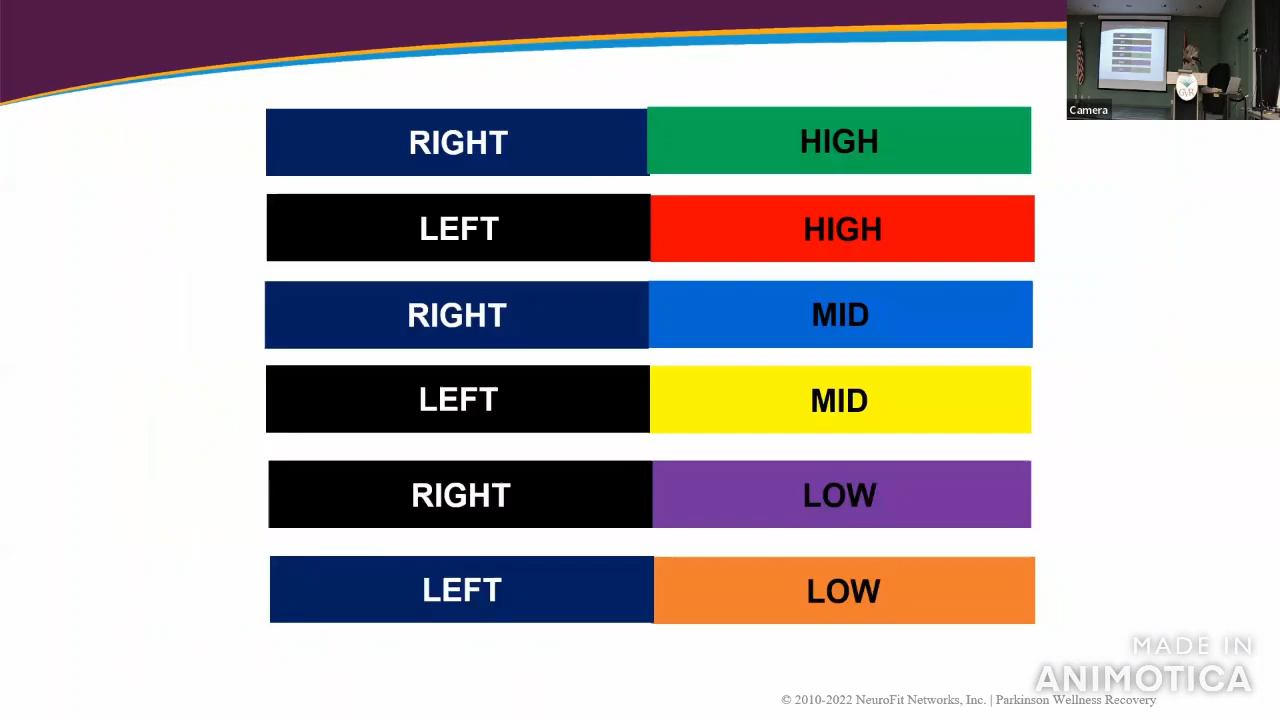 Camera
RIGHT HIGH
LEFT HIGH
RIGHT MID
LEFT MID
RIGHT LOW
LEFT LOW
MADE IN
ANIMOTICA
© 2010-2022 NeuroFit Networks, Inc. | Parkinson Wellness Recovery